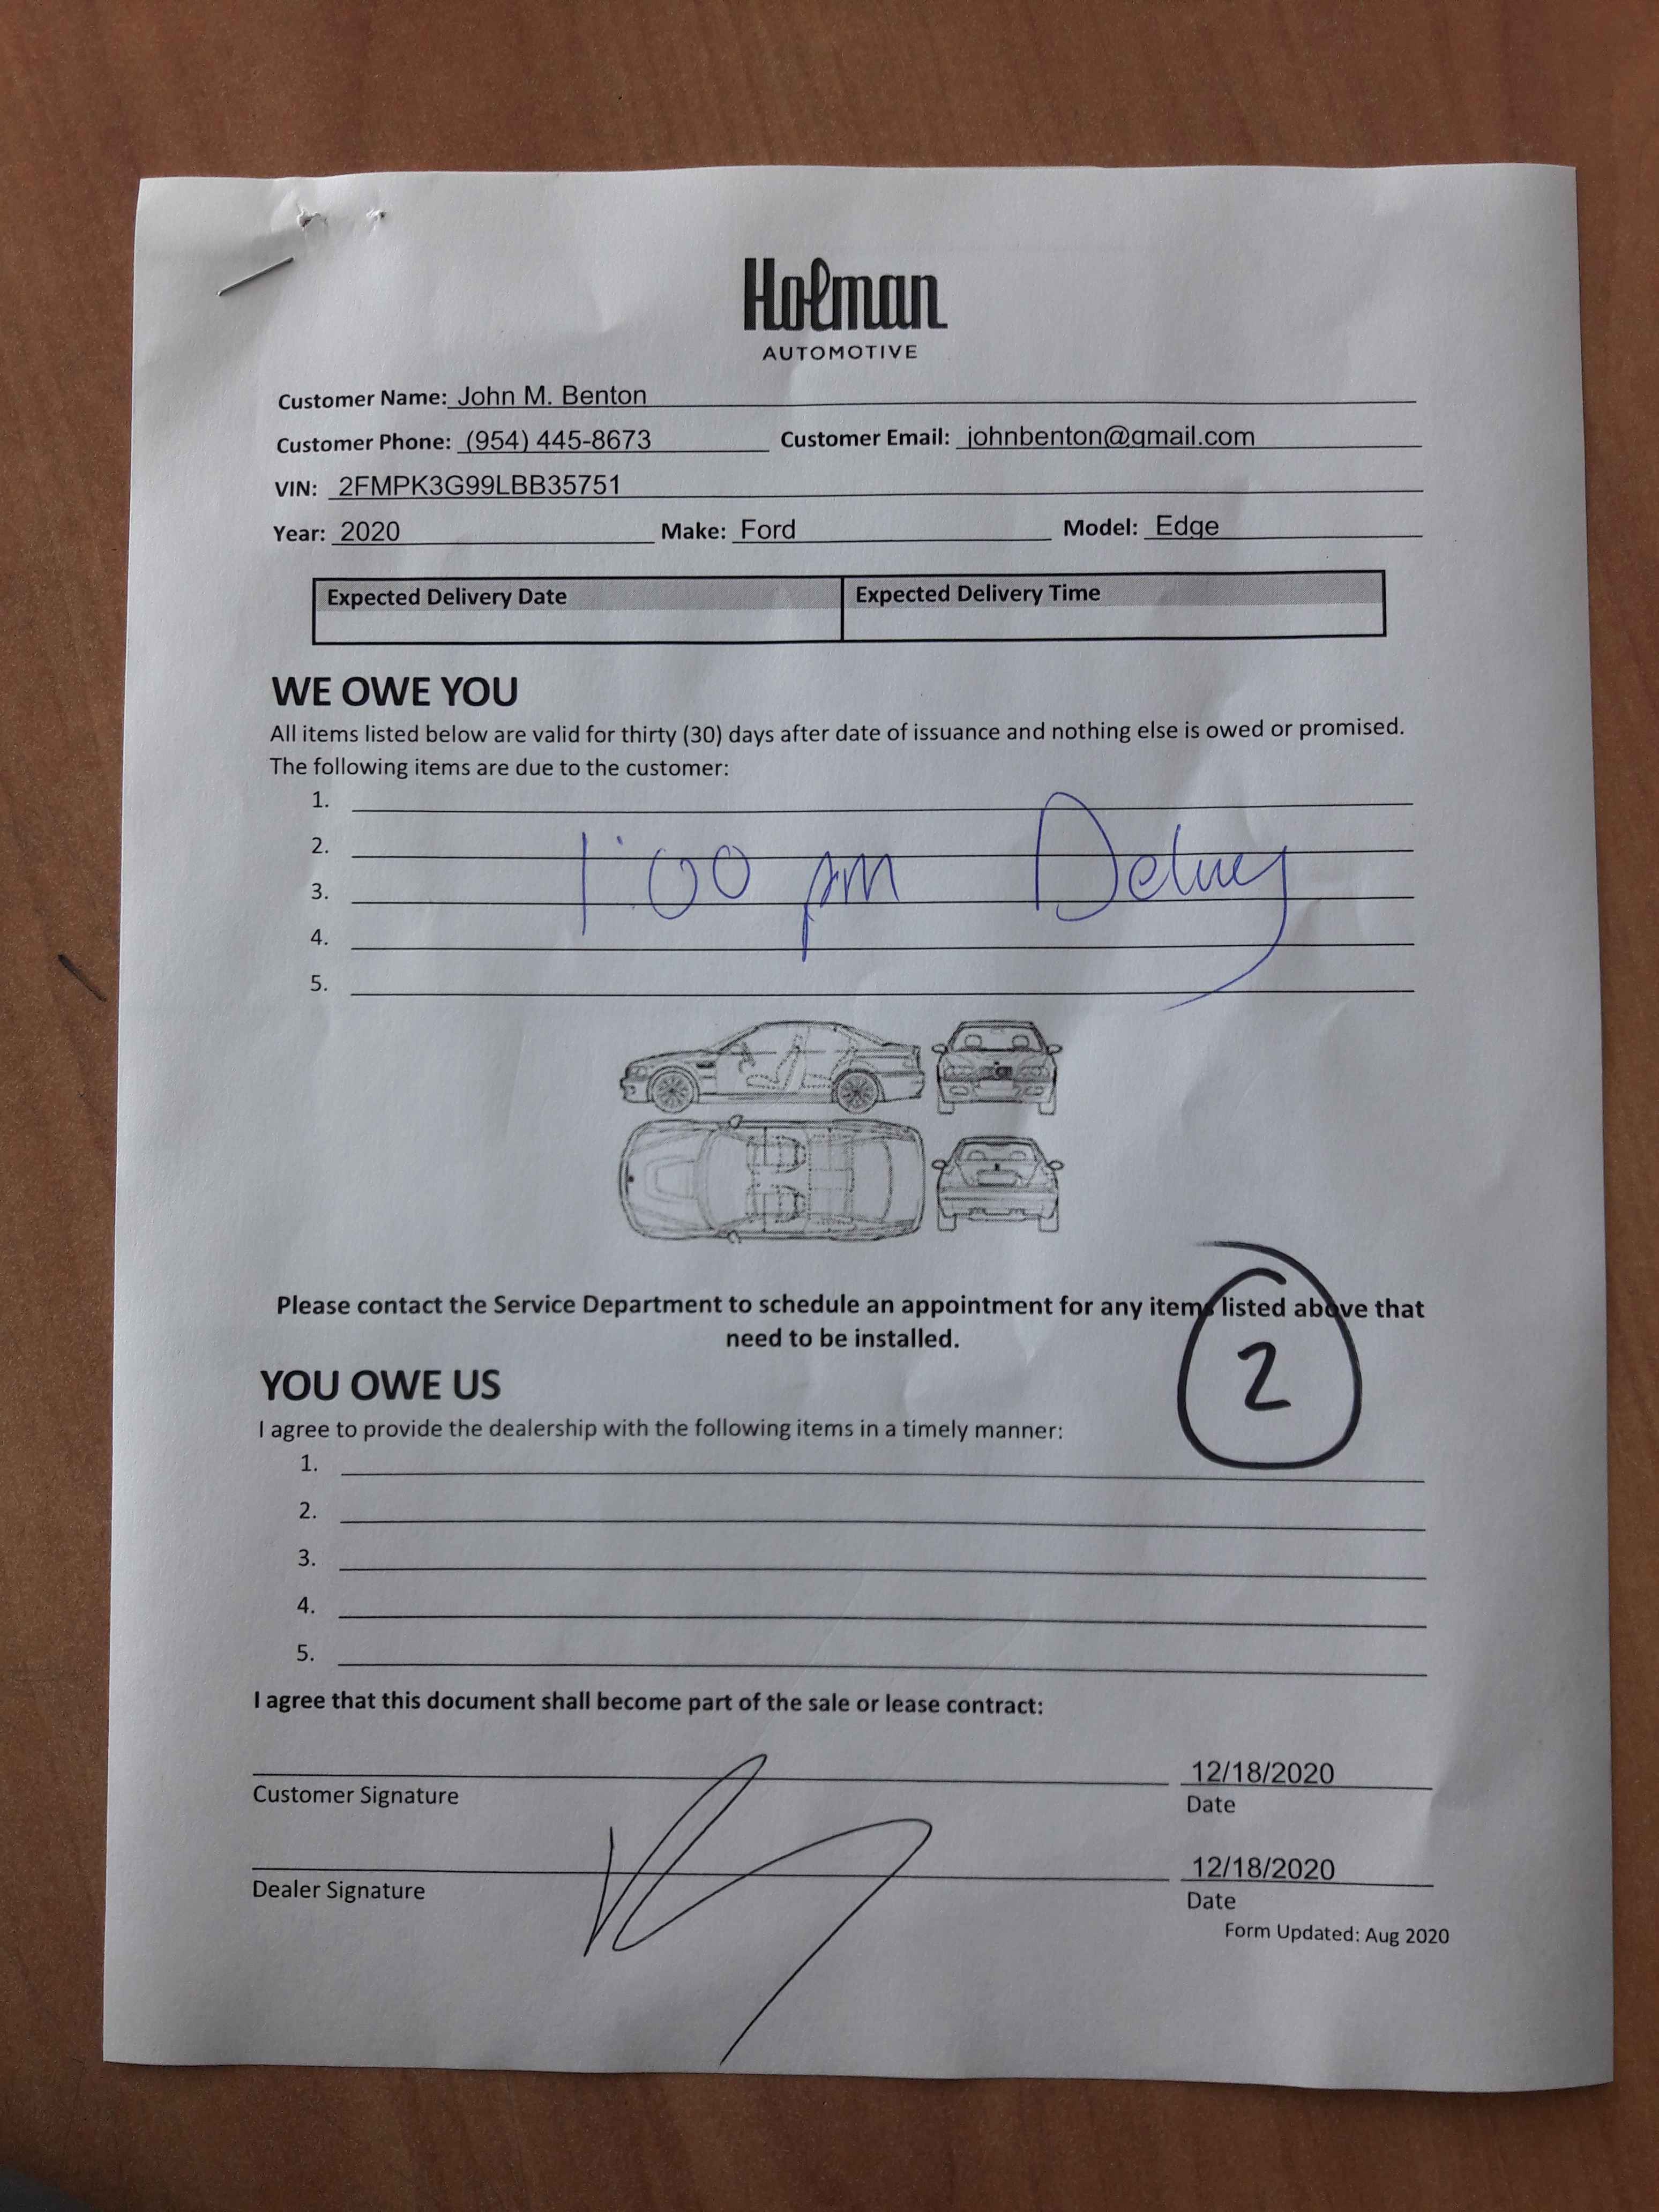 Holman
AUTOMOTIVE
Customer Name: John M. Benton
Customer Phone: (954) 445-8673 Customer Email: johnbenton@gmail.com
VIN: 2FMPK3G99LBB35751
Year: 2020 Make: Ford Model: Edge
Expected Delivery Date Expected Delivery Time
WE OWE YOU
All items listed below are valid for thirty (30) days after date of issuance and nothing else is owed or promised.
The following items are due to the customer:
1.
2.
1:00 pm Delivery
3.
4.
5.
Please contact the Service Department to schedule an appointment for any items listed above that
need to be installed.
2
YOU OWE US
I agree to provide the dealership with the following items in a timely manner:
1.
2.
3.
4.
5.
I agree that this document shall become part of the sale or lease contract:
12/18/2020
Customer Signature Date
12/18/2020
Dealer Signature Date
Form Updated: Aug 2020